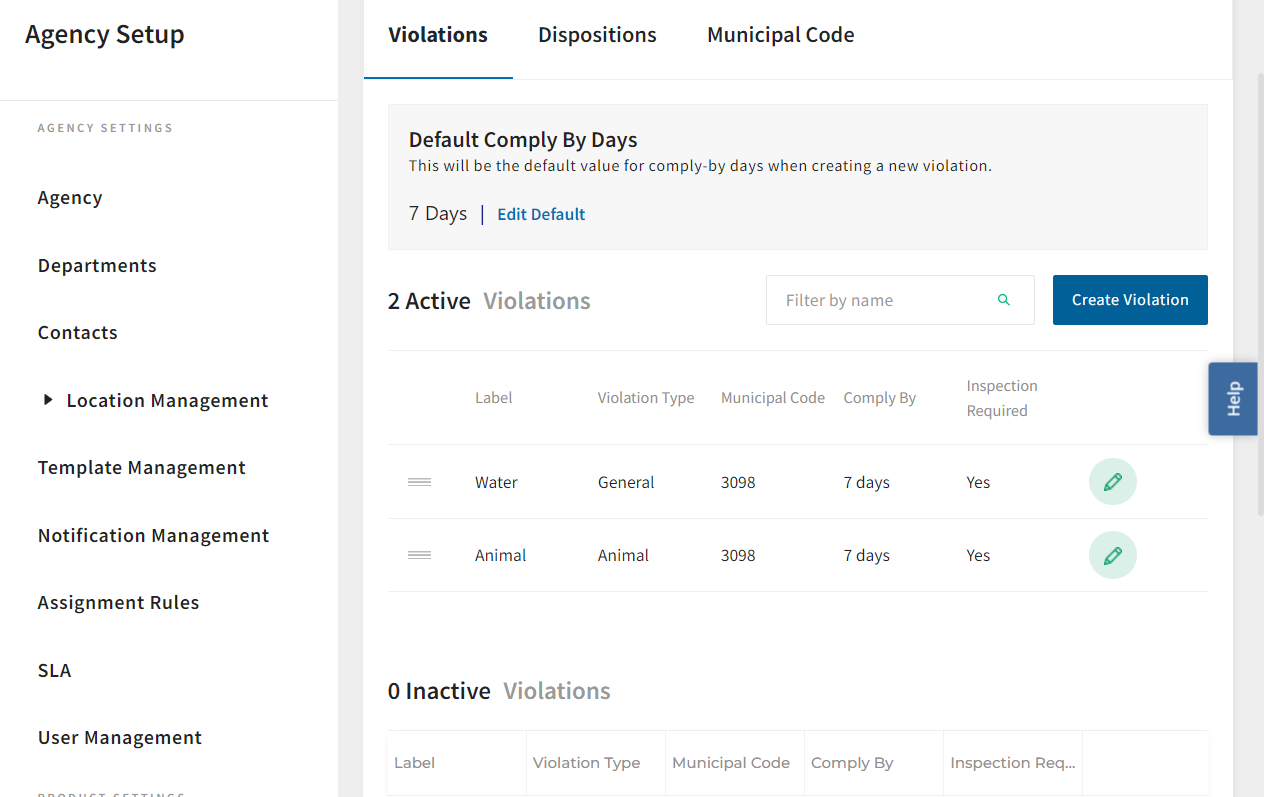 Agency Setup
AGENCY SETTINGS
Agency
Departments
Contacts
Location Management
Template Management
Notification Management
Assignment Rules
SLA
User Management
PRODUCT SETTINGS
Violations Dispositions Municipal Code
Default Comply By Days
This will be the default value for comply-by days when creating a new violation.
7 Days | Edit Default
2 Active Violations Filter by name Create Violation
Label Violation Type Municipal Code Comply By Inspection Required
Water General 3098 7 days Yes
Animal Animal 3098 7 days Yes
0 Inactive Violations
Label Violation Type Municipal Code Comply By Inspection Req...
Help